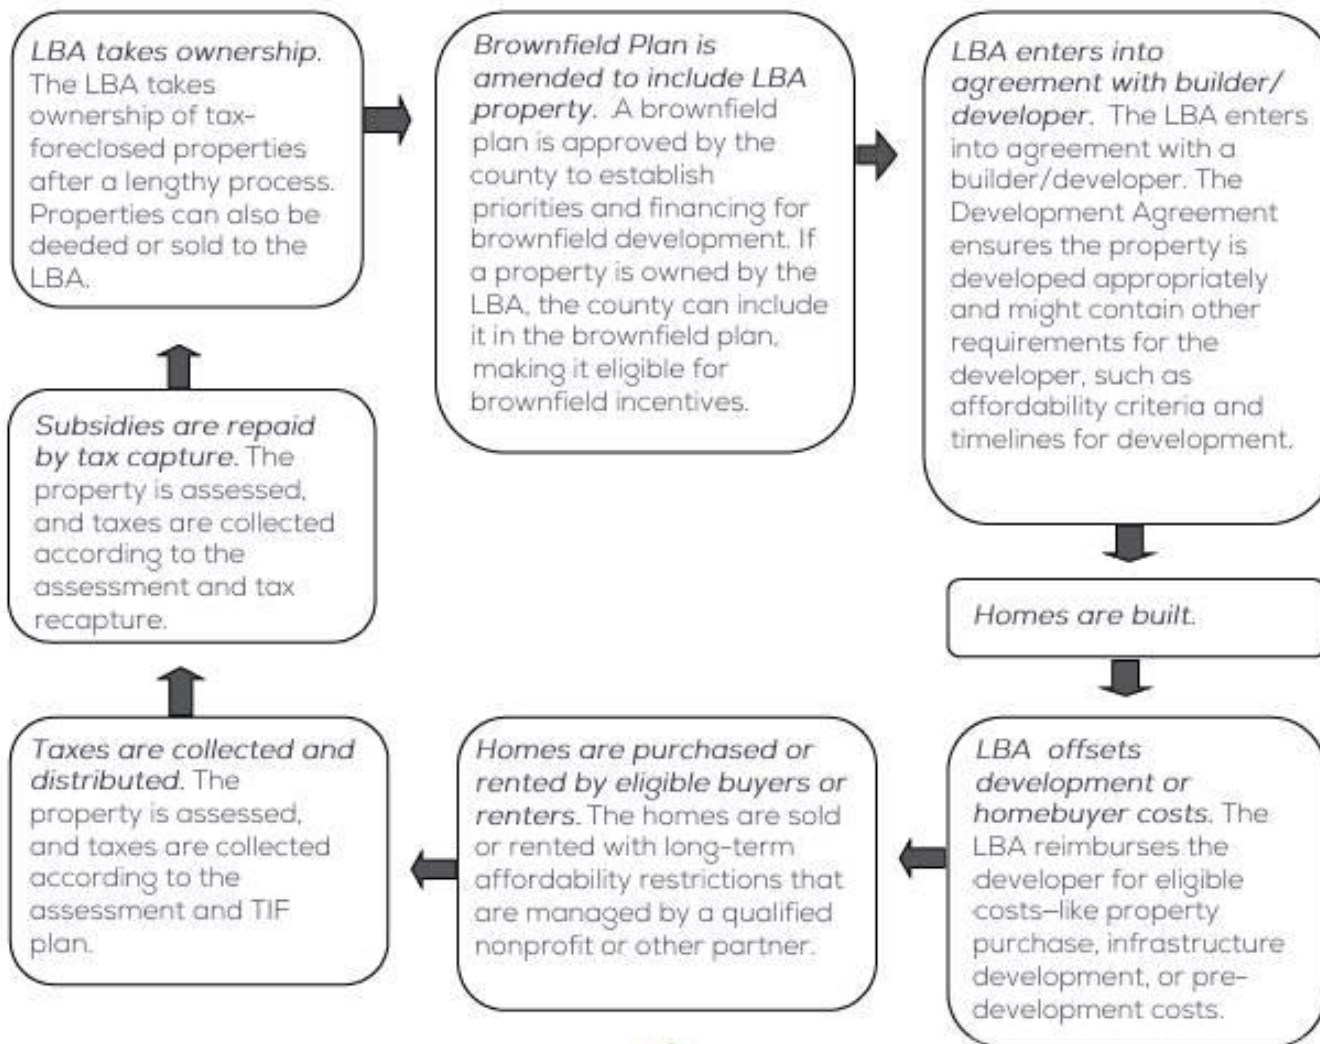 LBA takes ownership.
The LBA takes
ownership of tax-
foreclosed properties
after a lengthy process.
Properties can also be
deeded or sold to the
LBA.
Brownfield Plan is
amended to include LBA
property. A brownfield
plan is approved by the
county to establish
priorities and financing for
brownfield development. If
a property is owned by the
LBA, the county can include
it in the brownfield plan,
making it eligible for
brownfield incentives.
LBA enters into
agreement with builder/
developer. The LBA enters
into agreement with a
builder/developer. The
Development Agreement
ensures the property is
developed appropriately
and might contain other
requirements for the
developer, such as
affordability criteria and
timelines for development.
Homes are built.
LBA offsets
development or
homebuyer costs. The
LBA reimburses the
developer for eligible
costs—like property
purchase, infrastructure
development, or pre-
development costs.
Homes are purchased or
rented by eligible buyers or
renters. The homes are sold
or rented with long-term
affordability restrictions that
are managed by a qualified
nonprofit or other partner.
Taxes are collected and
distributed. The
property is assessed,
and taxes are collected
according to the
assessment and TIF
plan.
Subsidies are repaid
by tax capture. The
property is assessed,
and taxes are collected
according to the
assessment and tax
recapture.